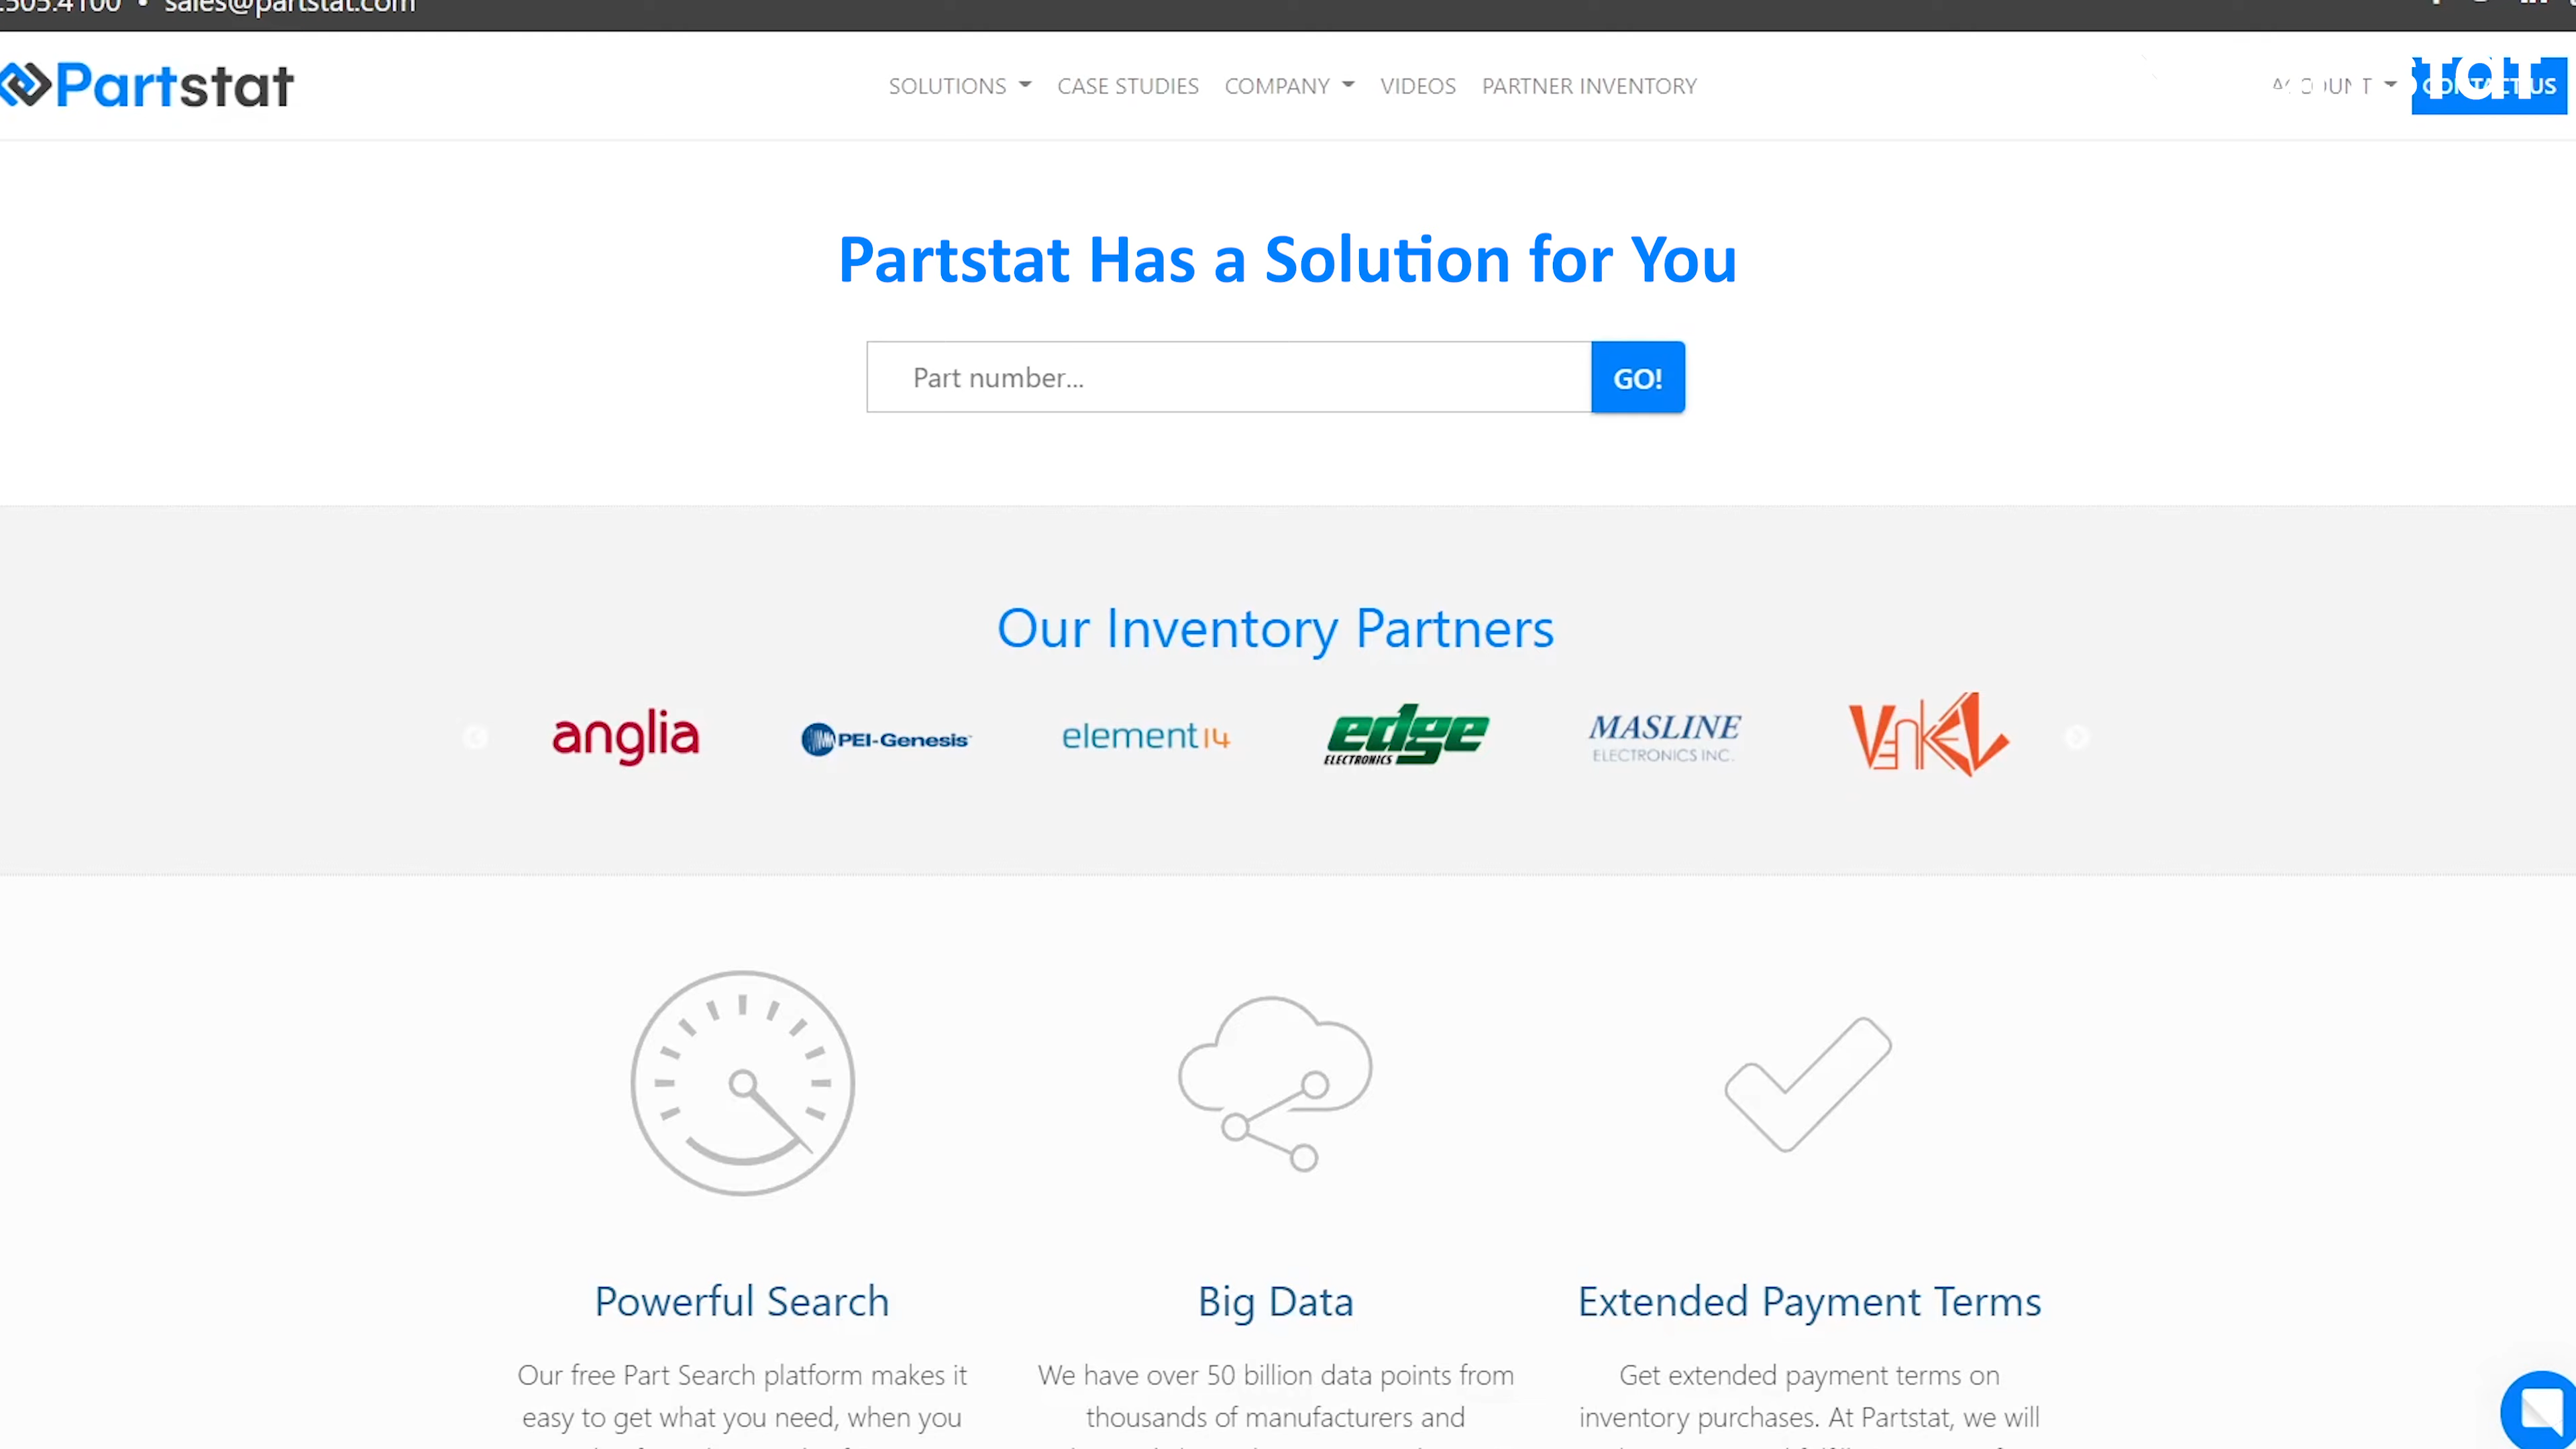 sales@partstat.com
Partstat
SOLUTIONS CASE STUDIES COMPANY VIDEOS PARTNER INVENTORY
Partstat Has a Solution for You
Part number...
GO!
Our Inventory Partners
anglia
PEI-Genesis
element14
edge
ELECTRONICS
MASLINE
ELECTRONICS INC.
VENKEL
Powerful Search
Big Data
Extended Payment Terms
Our free Part Search platform makes it
easy to get what you need, when you
We have over 50 billion data points from
thousands of manufacturers and
Get extended payment terms on
inventory purchases. At Partstat, we will